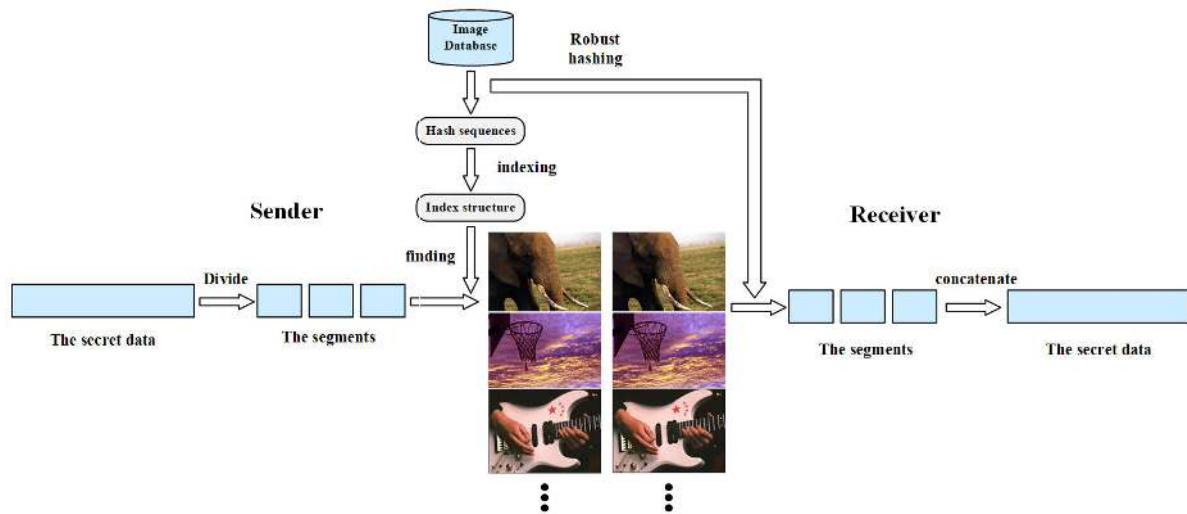 Image
Database
Robust
hashing
Hash sequences
indexing
Sender
Index structure
Receiver
finding
Divide
concatenate
The secret data
The segments
The segments
The secret data